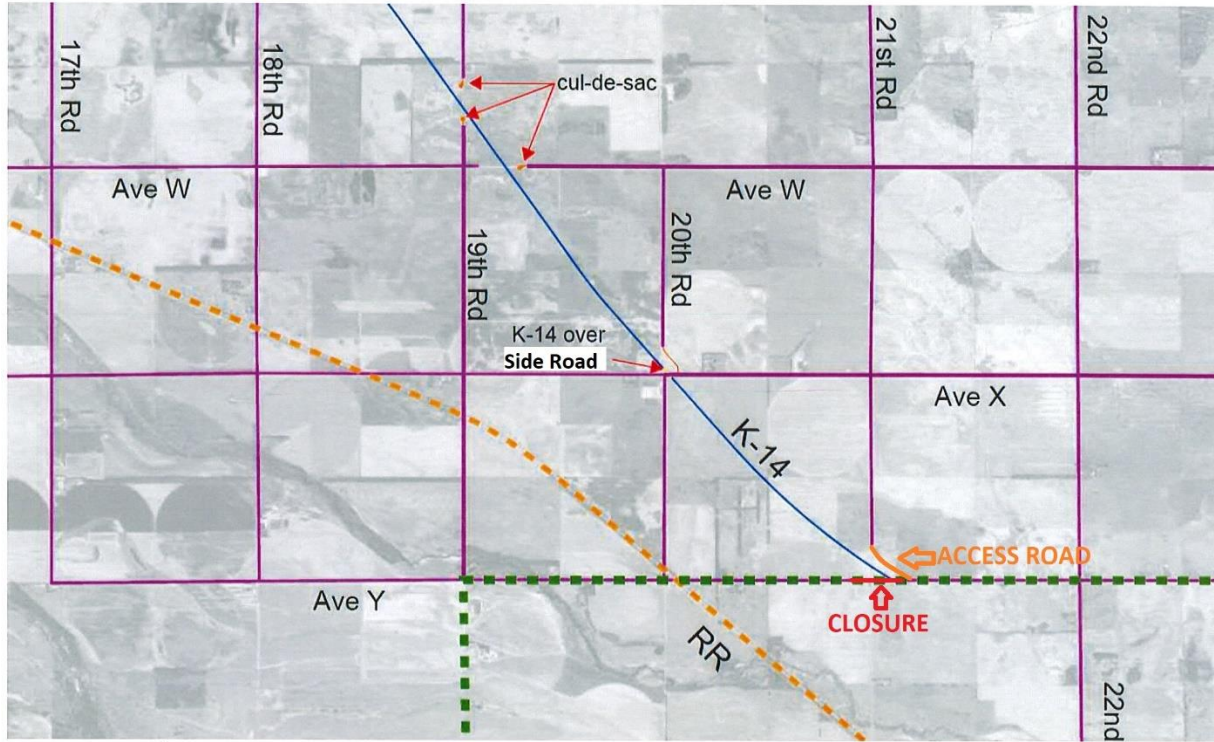 17th Rd
18th Rd
21st Rd
22nd Rd
cul-de-sac
Ave W
Ave W
19th Rd
20th Rd
K-14 over
Side Road
Ave X
K-14
ACCESS ROAD
Ave Y
CLOSURE
RR
22nd